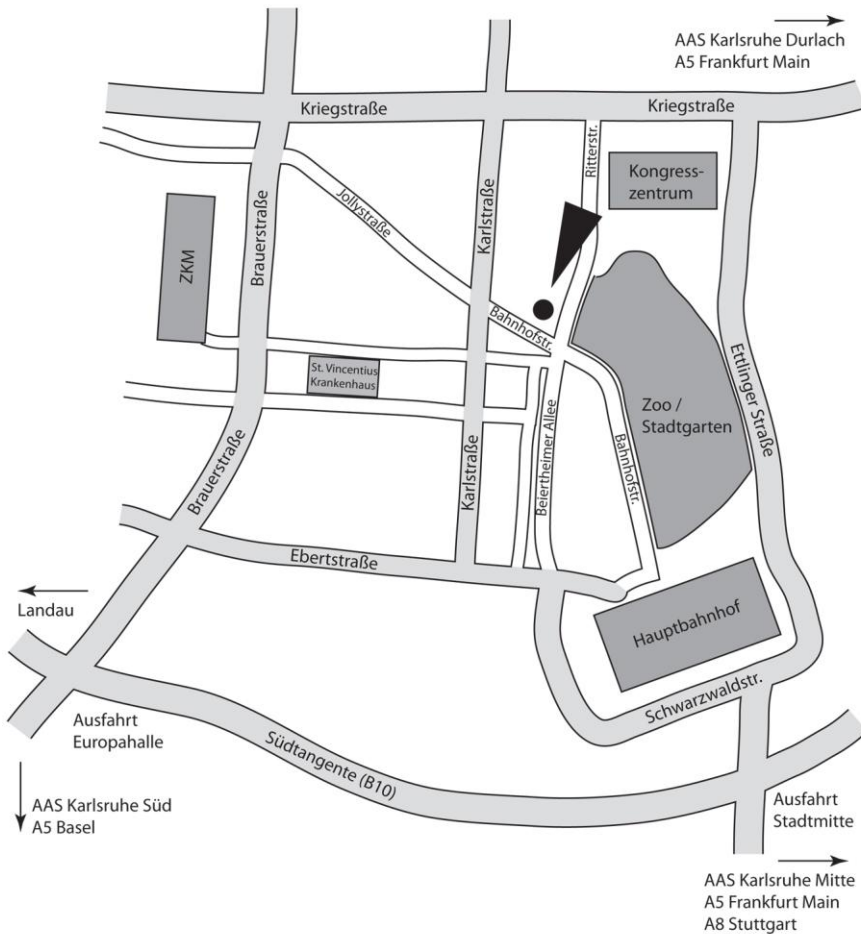 AAS Karlsruhe Durlach
A5 Frankfurt Main
Kriegstraße
Kriegstraße
Ritterstr.
Kongress-
zentrum
Jollystraße
Brauerstraße
Karlstraße
ZKM
Bahnhofstr.
St. Vincentius
Krankenhaus
Ettlinger Straße
Zoo /
Stadtgarten
Beiertheimer Allee
Bahnhofstr.
Karlstraße
Brauerstraße
Ebertstraße
Landau
Hauptbahnhof
Schwarzwaldstr.
Ausfahrt
Europahalle
Südtangente (B10)
AAS Karlsruhe Süd
A5 Basel
Ausfahrt
Stadtmitte
AAS Karlsruhe Mitte
A5 Frankfurt Main
A8 Stuttgart